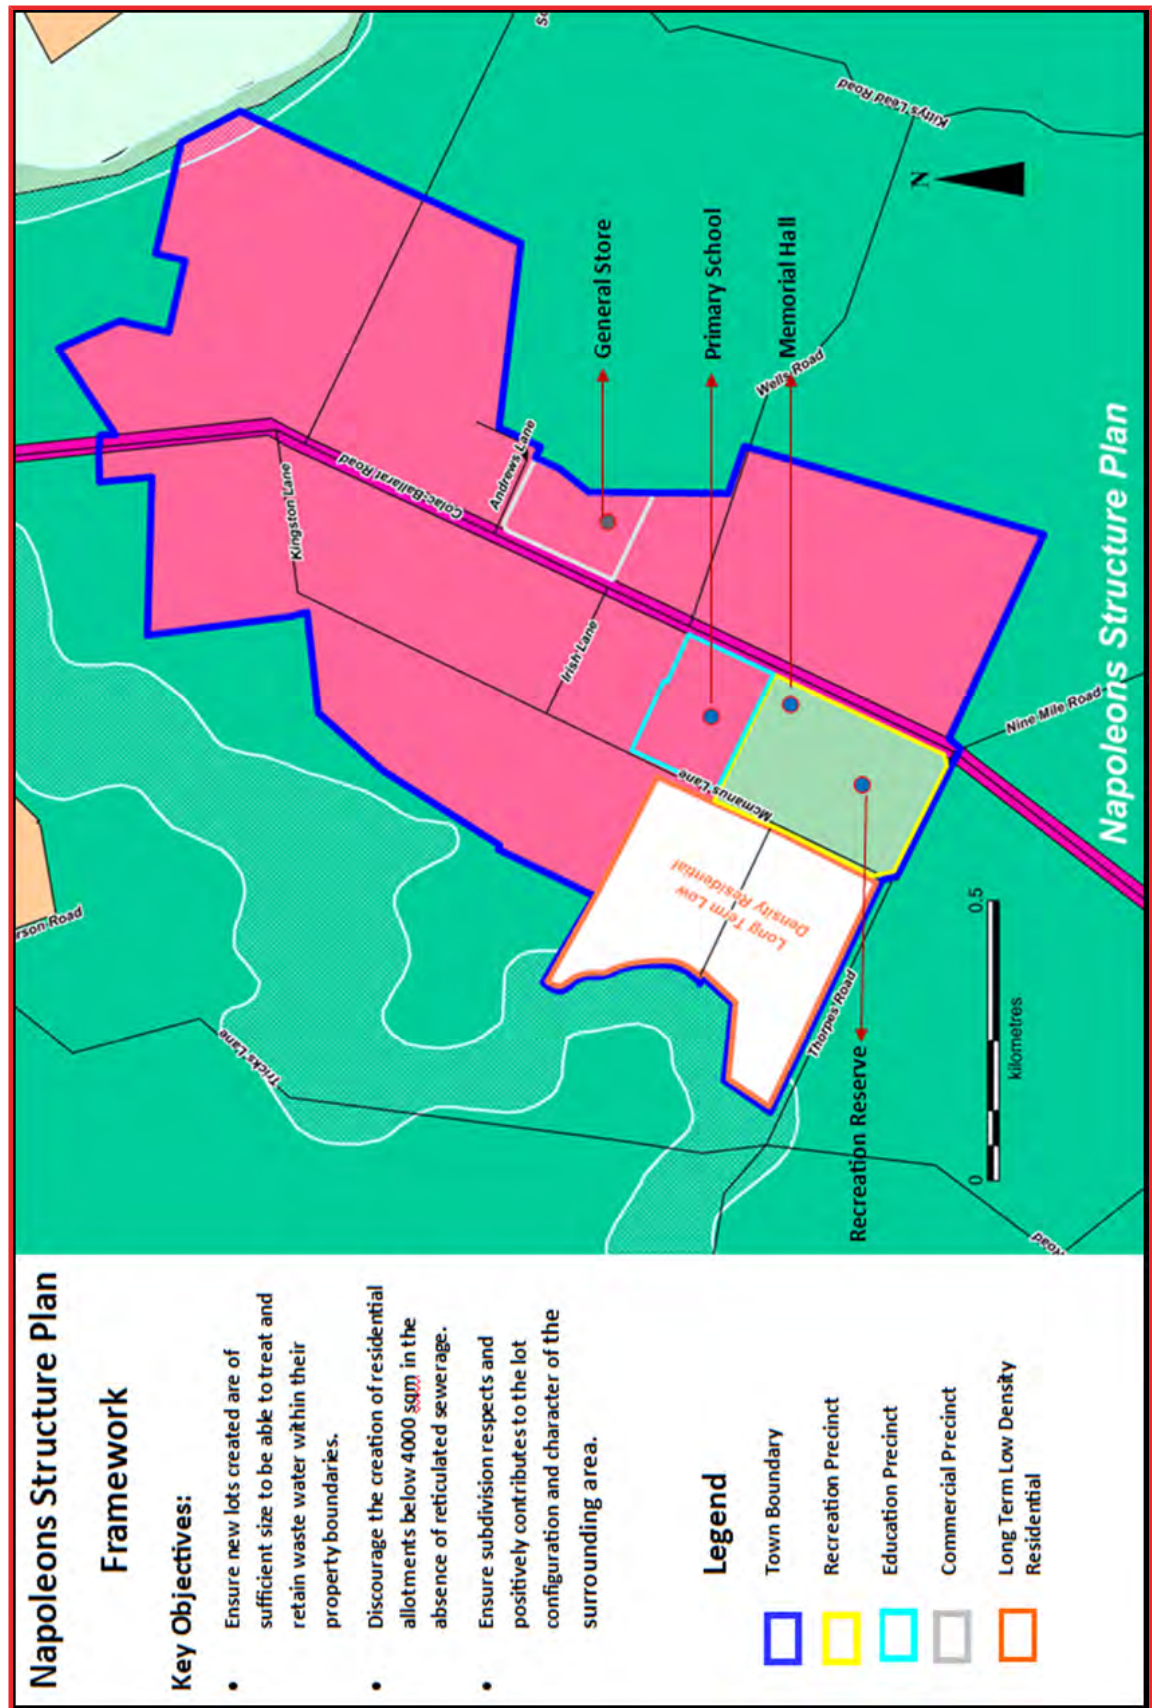 Napoleons Structure Plan
Framework
Key Objectives:
• Ensure new lots created are of
sufficient size to be able to treat and
retain waste water within their
property boundaries.
• Discourage the creation of residential
allotments below 4000 sqm in the
absence of reticulated sewerage.
• Ensure subdivision respects and
positively contributes to the lot
configuration and character of the
surrounding area.
Legend
Town Boundary
Recreation Precinct
Education Precinct
Commercial Precinct
Long Term Low Density
Residential
rson Road
Tricks Lane
Kingston Lane
Colac-Ballarat Road
Andrews Lane
Irish Lane
Mcmanus Lane
Long Term Low
Density Residential
Thorpes Road
Road
Nine Mile Road
Wells Road
Kittys Lead Road
So
General Store
Primary School
Memorial Hall
Recreation Reserve
N
0
0.5
kilometres
Napoleons Structure Plan